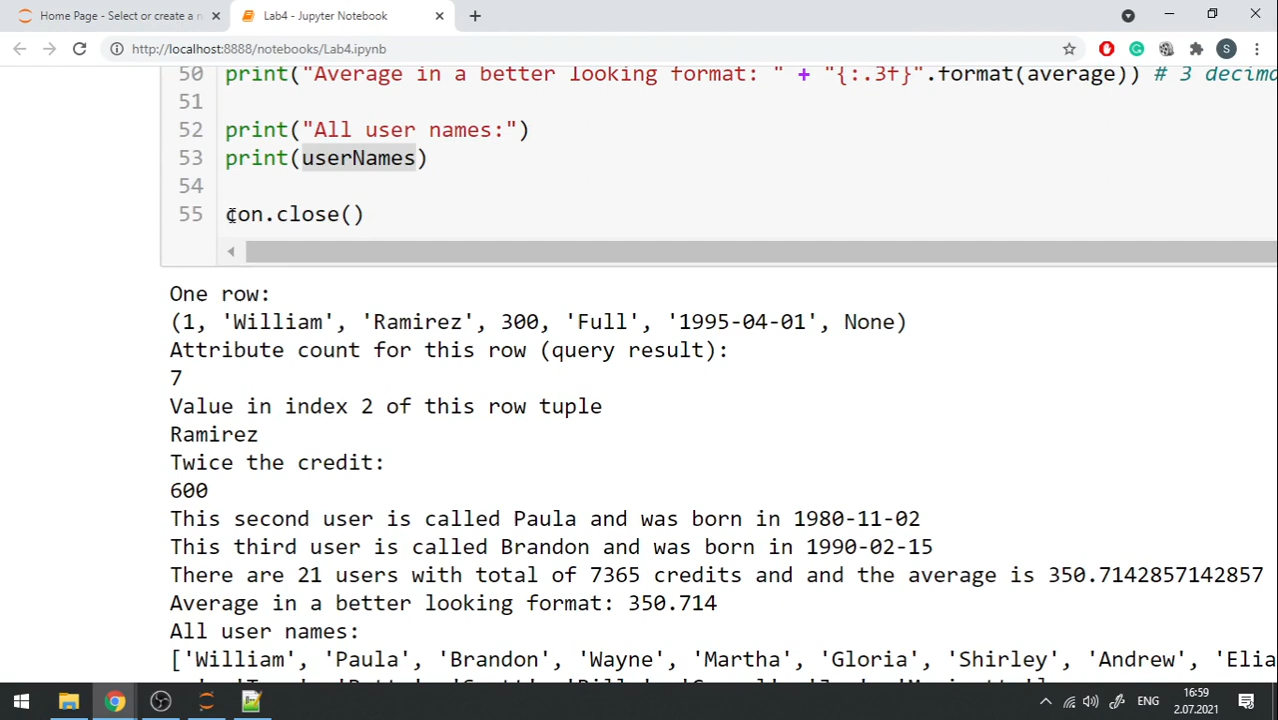 Home Page - Select or create a n
Lab4 - Jupyter Notebook
http://localhost:8888/notebooks/Lab4.ipynb
S
50 print("Average in a better looking format: " + "{:.3f}".format(average)) # 3 decima
51
52 print("All user names:")
53 print(userNames)
54
55 con.close()
One row:
(1, 'William', 'Ramirez', 300, 'Full', '1995-04-01', None)
Attribute count for this row (query result):
7
Value in index 2 of this row tuple
Ramirez
Twice the credit:
600
This second user is called Paula and was born in 1980-11-02
This third user is called Brandon and was born in 1990-02-15
There are 21 users with total of 7365 credits and and the average is 350.7142857142857
Average in a better looking format: 350.714
All user names:
['William', 'Paula', 'Brandon', 'Wayne', 'Martha', 'Gloria', 'Shirley', 'Andrew', 'Elia
ENG
16:59
2.07.2021